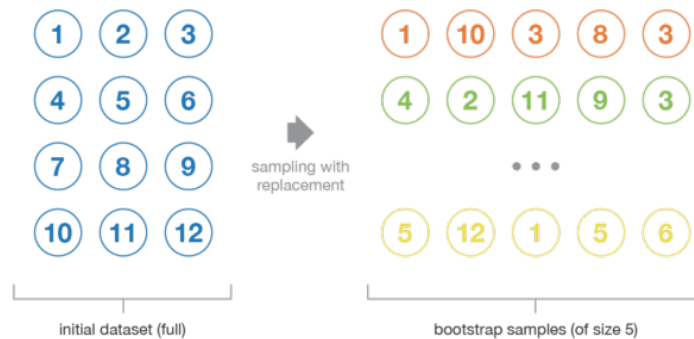 1 2 3
1 10 3 8 3
4 5 6
4 2 11 9 3
sampling with
replacement
7 8 9
• • •
10 11 12
5 12 1 5 6
initial dataset (full)
bootstrap samples (of size 5)